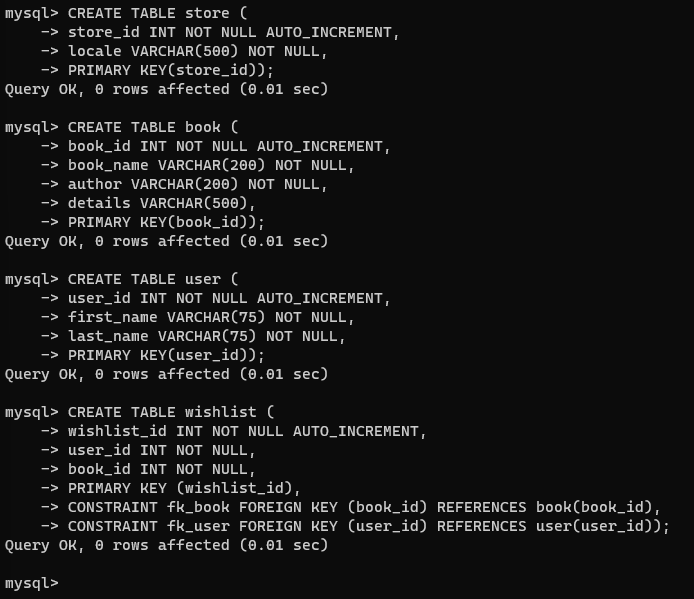 mysql> CREATE TABLE store (
    -> store_id INT NOT NULL AUTO_INCREMENT,
    -> locale VARCHAR(500) NOT NULL,
    -> PRIMARY KEY(store_id));
Query OK, 0 rows affected (0.01 sec)

mysql> CREATE TABLE book (
    -> book_id INT NOT NULL AUTO_INCREMENT,
    -> book_name VARCHAR(200) NOT NULL,
    -> author VARCHAR(200) NOT NULL,
    -> details VARCHAR(500),
    -> PRIMARY KEY(book_id));
Query OK, 0 rows affected (0.01 sec)

mysql> CREATE TABLE user (
    -> user_id INT NOT NULL AUTO_INCREMENT,
    -> first_name VARCHAR(75) NOT NULL,
    -> last_name VARCHAR(75) NOT NULL,
    -> PRIMARY KEY(user_id));
Query OK, 0 rows affected (0.01 sec)

mysql> CREATE TABLE wishlist (
    -> wishlist_id INT NOT NULL AUTO_INCREMENT,
    -> user_id INT NOT NULL,
    -> book_id INT NOT NULL,
    -> PRIMARY KEY (wishlist_id),
    -> CONSTRAINT fk_book FOREIGN KEY (book_id) REFERENCES book(book_id),
    -> CONSTRAINT fk_user FOREIGN KEY (user_id) REFERENCES user(user_id));
Query OK, 0 rows affected (0.01 sec)

mysql>